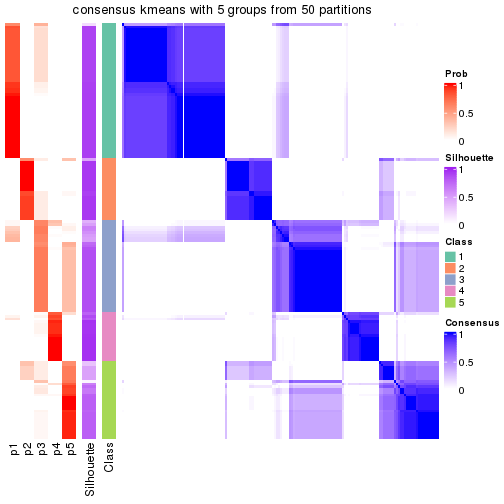 consensus kmeans with 5 groups from 50 partitions
Prob
1
0.5
0
Silhouette
1
0.5
0
Class
1
2
3
4
5
Consensus
1
0.5
0
p1
p2
p3
p4
p5
Silhouette
Class